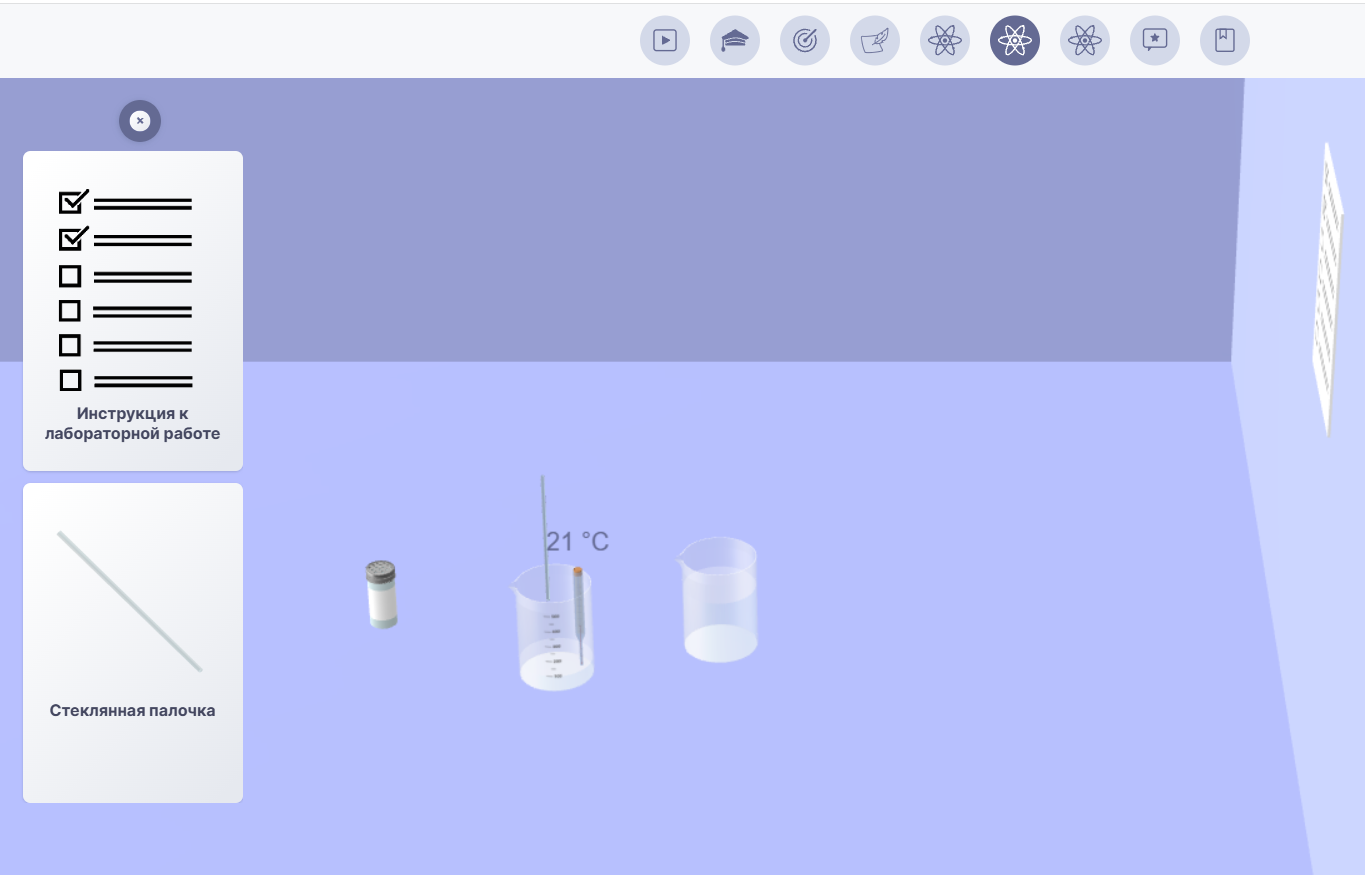 Инструкция к
лабораторной работе
21 °C
Стеклянная палочка